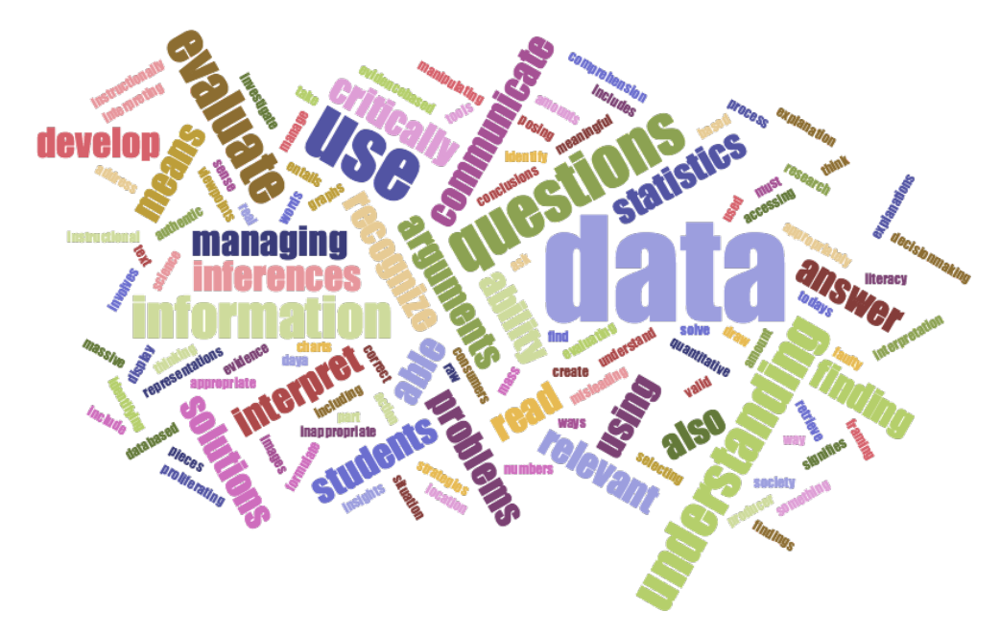 evaluate
communicate
comprehension
instructionally
interpreting
investigate
take
evidencebased
manipulating
tools
critically
use
includes
amounts
posing
meaningful
identify
conclusions
questions
based
process
explanation
think
statistics
research
must
used
accessing
explanations
decisionmaking
develop
address
means
viewpoints
sense
real
manage
entails
words
graphs
authentic
instructional
text
science
involves
managing
inferences
information
recognize
arguments
ask
ability
data
appropriately
answer
literacy
todays
interpretation
massive
display
thinking
representations
evidence
appropriate
charts
daya
correct
interpret
able
raw
consumers
mass
find
examining
understand
create
misleading
solve
draw
quantitative
amount
valid
faulty
finding
understanding
identifying
include
databased
pieces
proliferating
solutions
images
formulate
including
part
inappropriate
students
insights
situation
strategies
location
problems
read
ways
numbers
relevant
using
selecting
also
retrieve
framing
way
signifies
society
something
producer
findings